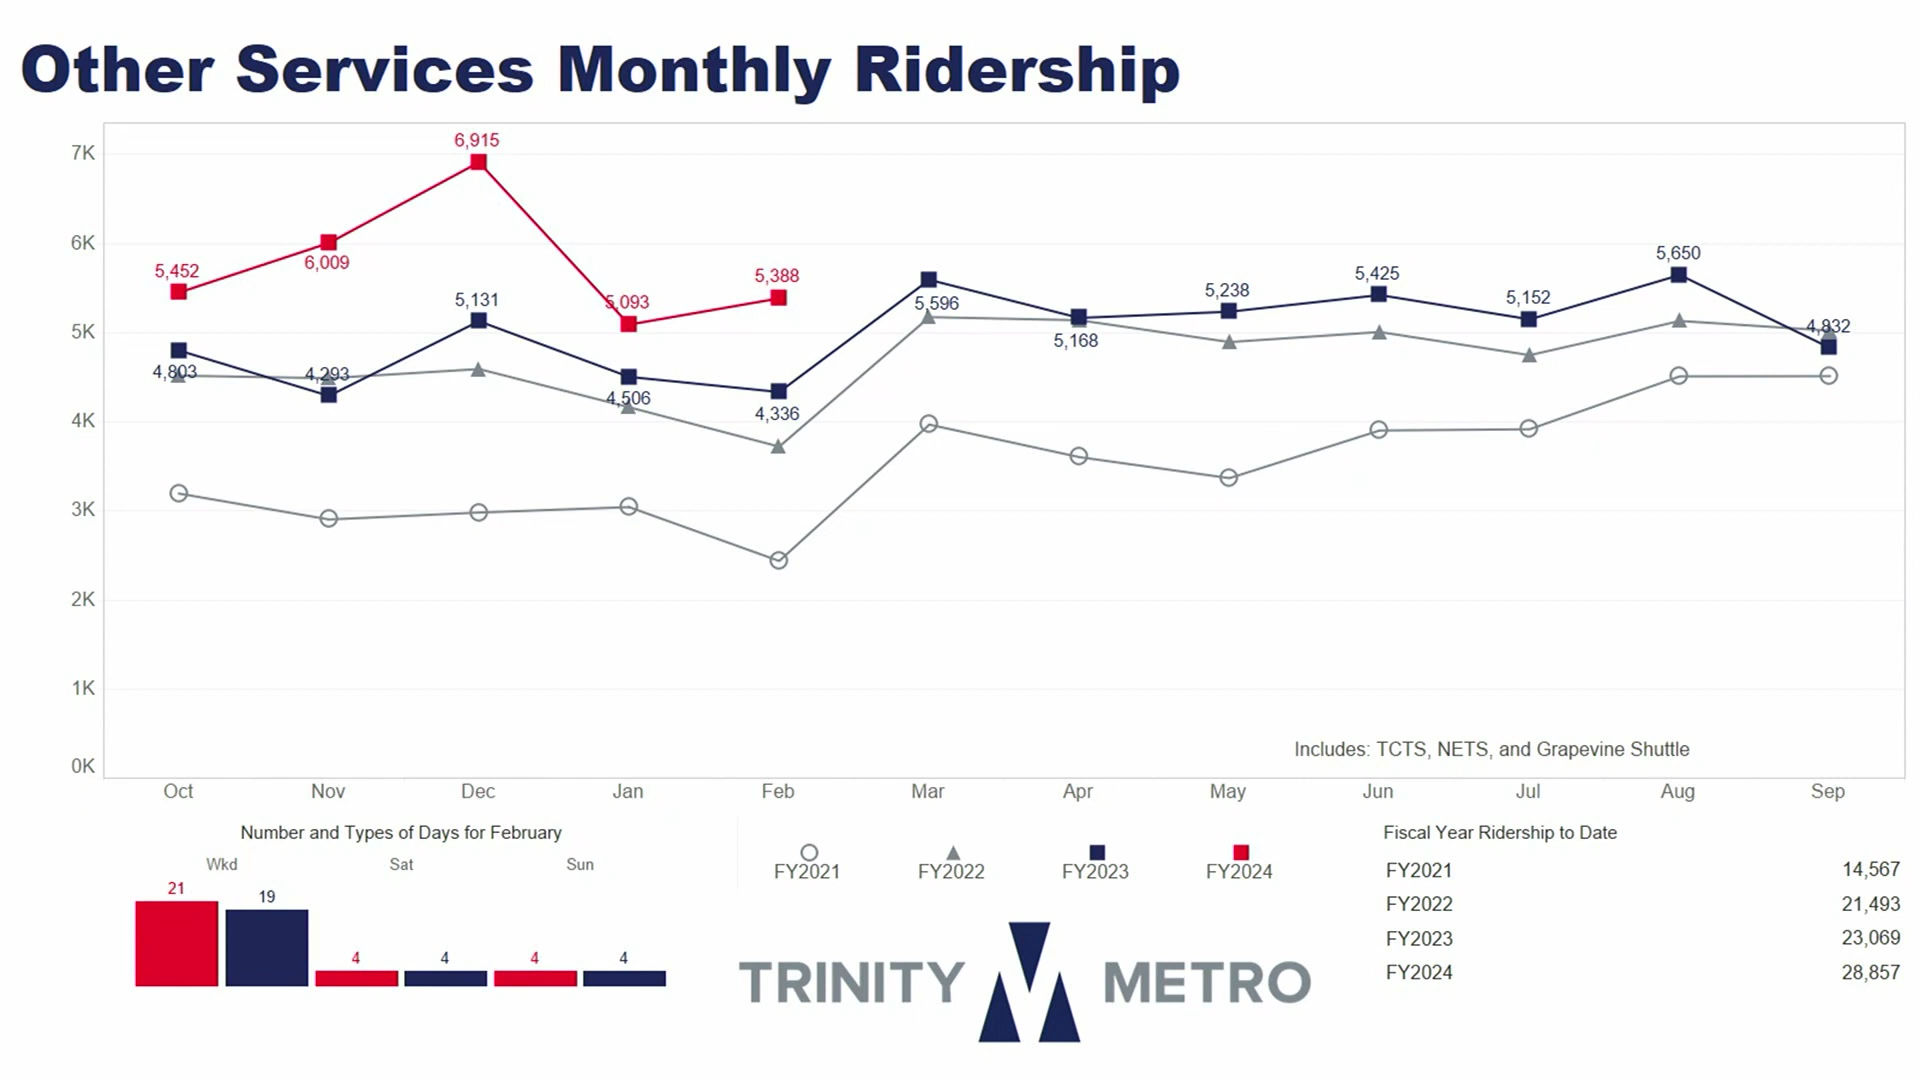 Other Services Monthly Ridership
7K
6K
5K
4K
3K
2K
1K
0K
5,452
6,009
6,915
5,093
5,388
4,803
4,293
5,131
4,506
4,336
5,596
5,168
5,238
5,425
5,152
5,650
4,832
Includes: TCTS, NETS, and Grapevine Shuttle
Oct Nov Dec Jan Feb Mar Apr May Jun Jul Aug Sep
Number and Types of Days for February
Wkd Sat Sun
21 19 4 4 4 4
FY2021 FY2022 FY2023 FY2024
TRINITY METRO
Fiscal Year Ridership to Date
FY2021 14,567
FY2022 21,493
FY2023 23,069
FY2024 28,857